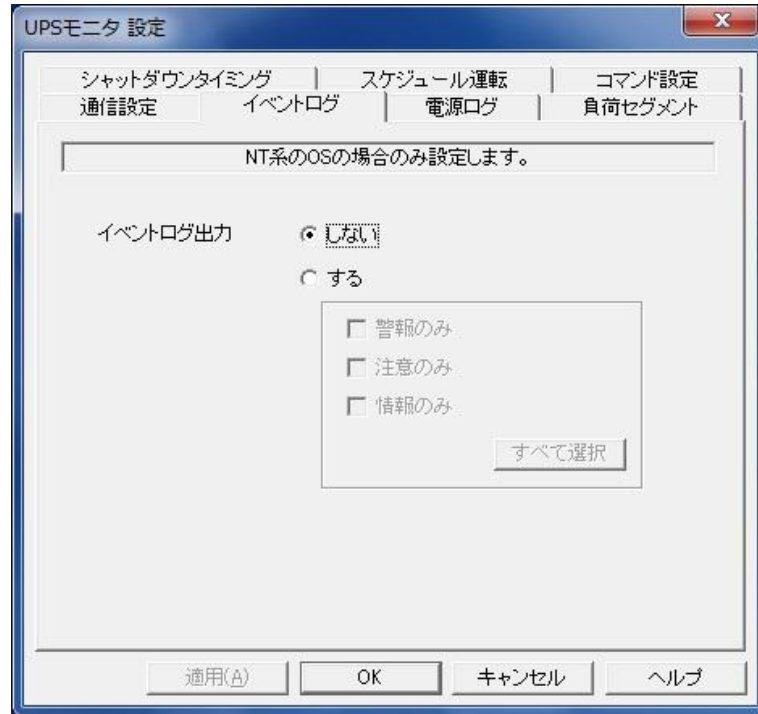 UPSモニタ 設定
シャットダウンタイミング スケジュール運転 コマンド設定
通信設定 イベントログ 電源ログ 負荷セグメント
NT系のOSの場合のみ設定します。
イベントログ出力 しない
する
警報のみ
注意のみ
情報のみ
すべて選択
適用(A) OK キャンセル ヘルプ